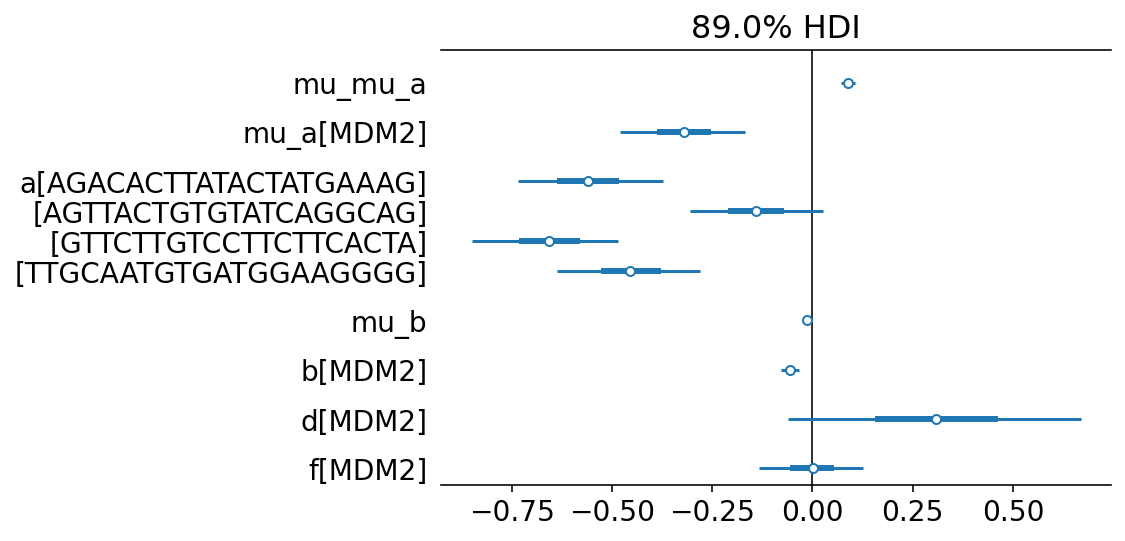 89.0% HDI
mu_mu_a
mu_a[MDM2]
a[AGACACTTATACTATGAAAG]
[AGTTACTGTGTATCAGGCAG]
[GTTCTTGTCCTTCTTCACTA]
[TTGCAATGTGATGGAAGGGG]
mu_b
b[MDM2]
d[MDM2]
f[MDM2]
−0.75 −0.50 −0.25 0.00 0.25 0.50